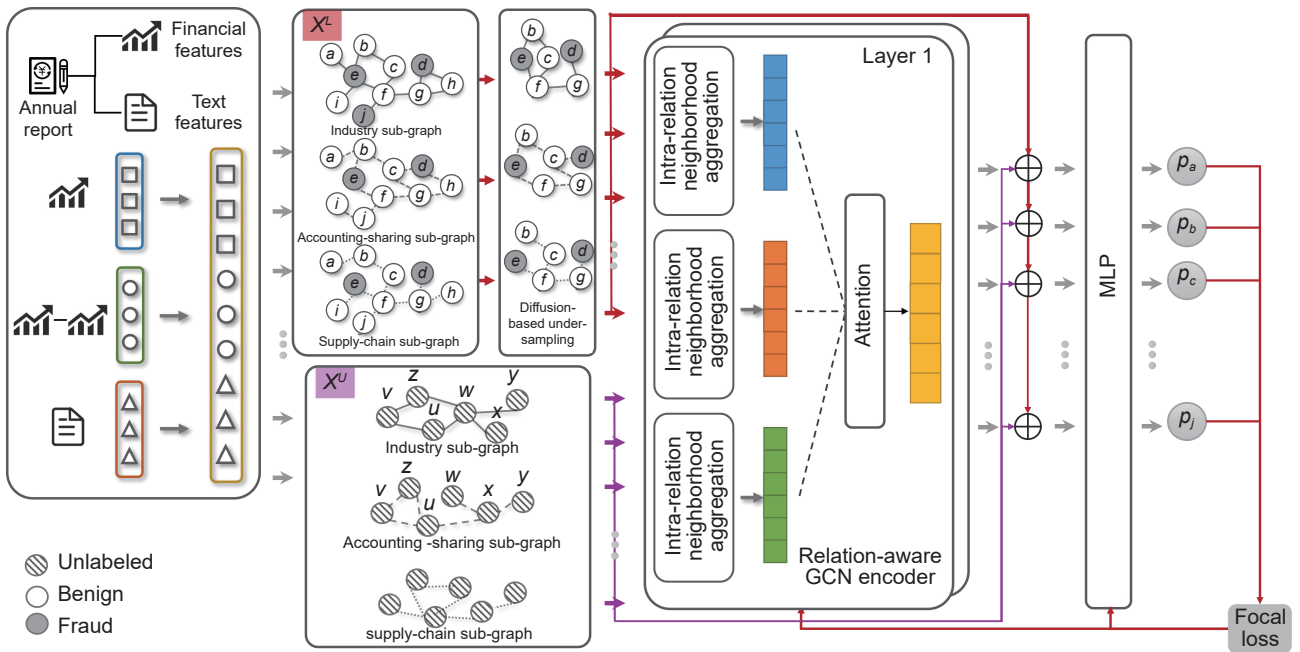 Financial
features
Annual
report
Text
features
X^L
a
b
c
d
e
f
g
h
i
j
Industry sub-graph
a
b
c
d
e
f
g
h
i
j
Accounting-sharing sub-graph
a
b
c
d
e
f
g
h
i
j
Supply-chain sub-graph
b
c
d
e
f
g
b
c
d
e
f
g
b
c
d
e
f
g
Diffusion-
based under-
sampling
X^U
v
z
u
w
x
y
Industry sub-graph
v
z
u
w
x
y
Accounting -sharing sub-graph
supply-chain sub-graph
Unlabeled
Benign
Fraud
Layer 1
Intra-relation
neighborhood
aggregation
Intra-relation
neighborhood
aggregation
Intra-relation
neighborhood
aggregation
Attention
Relation-aware
GCN encoder
MLP
p_a
p_b
p_c
p_j
Focal
loss